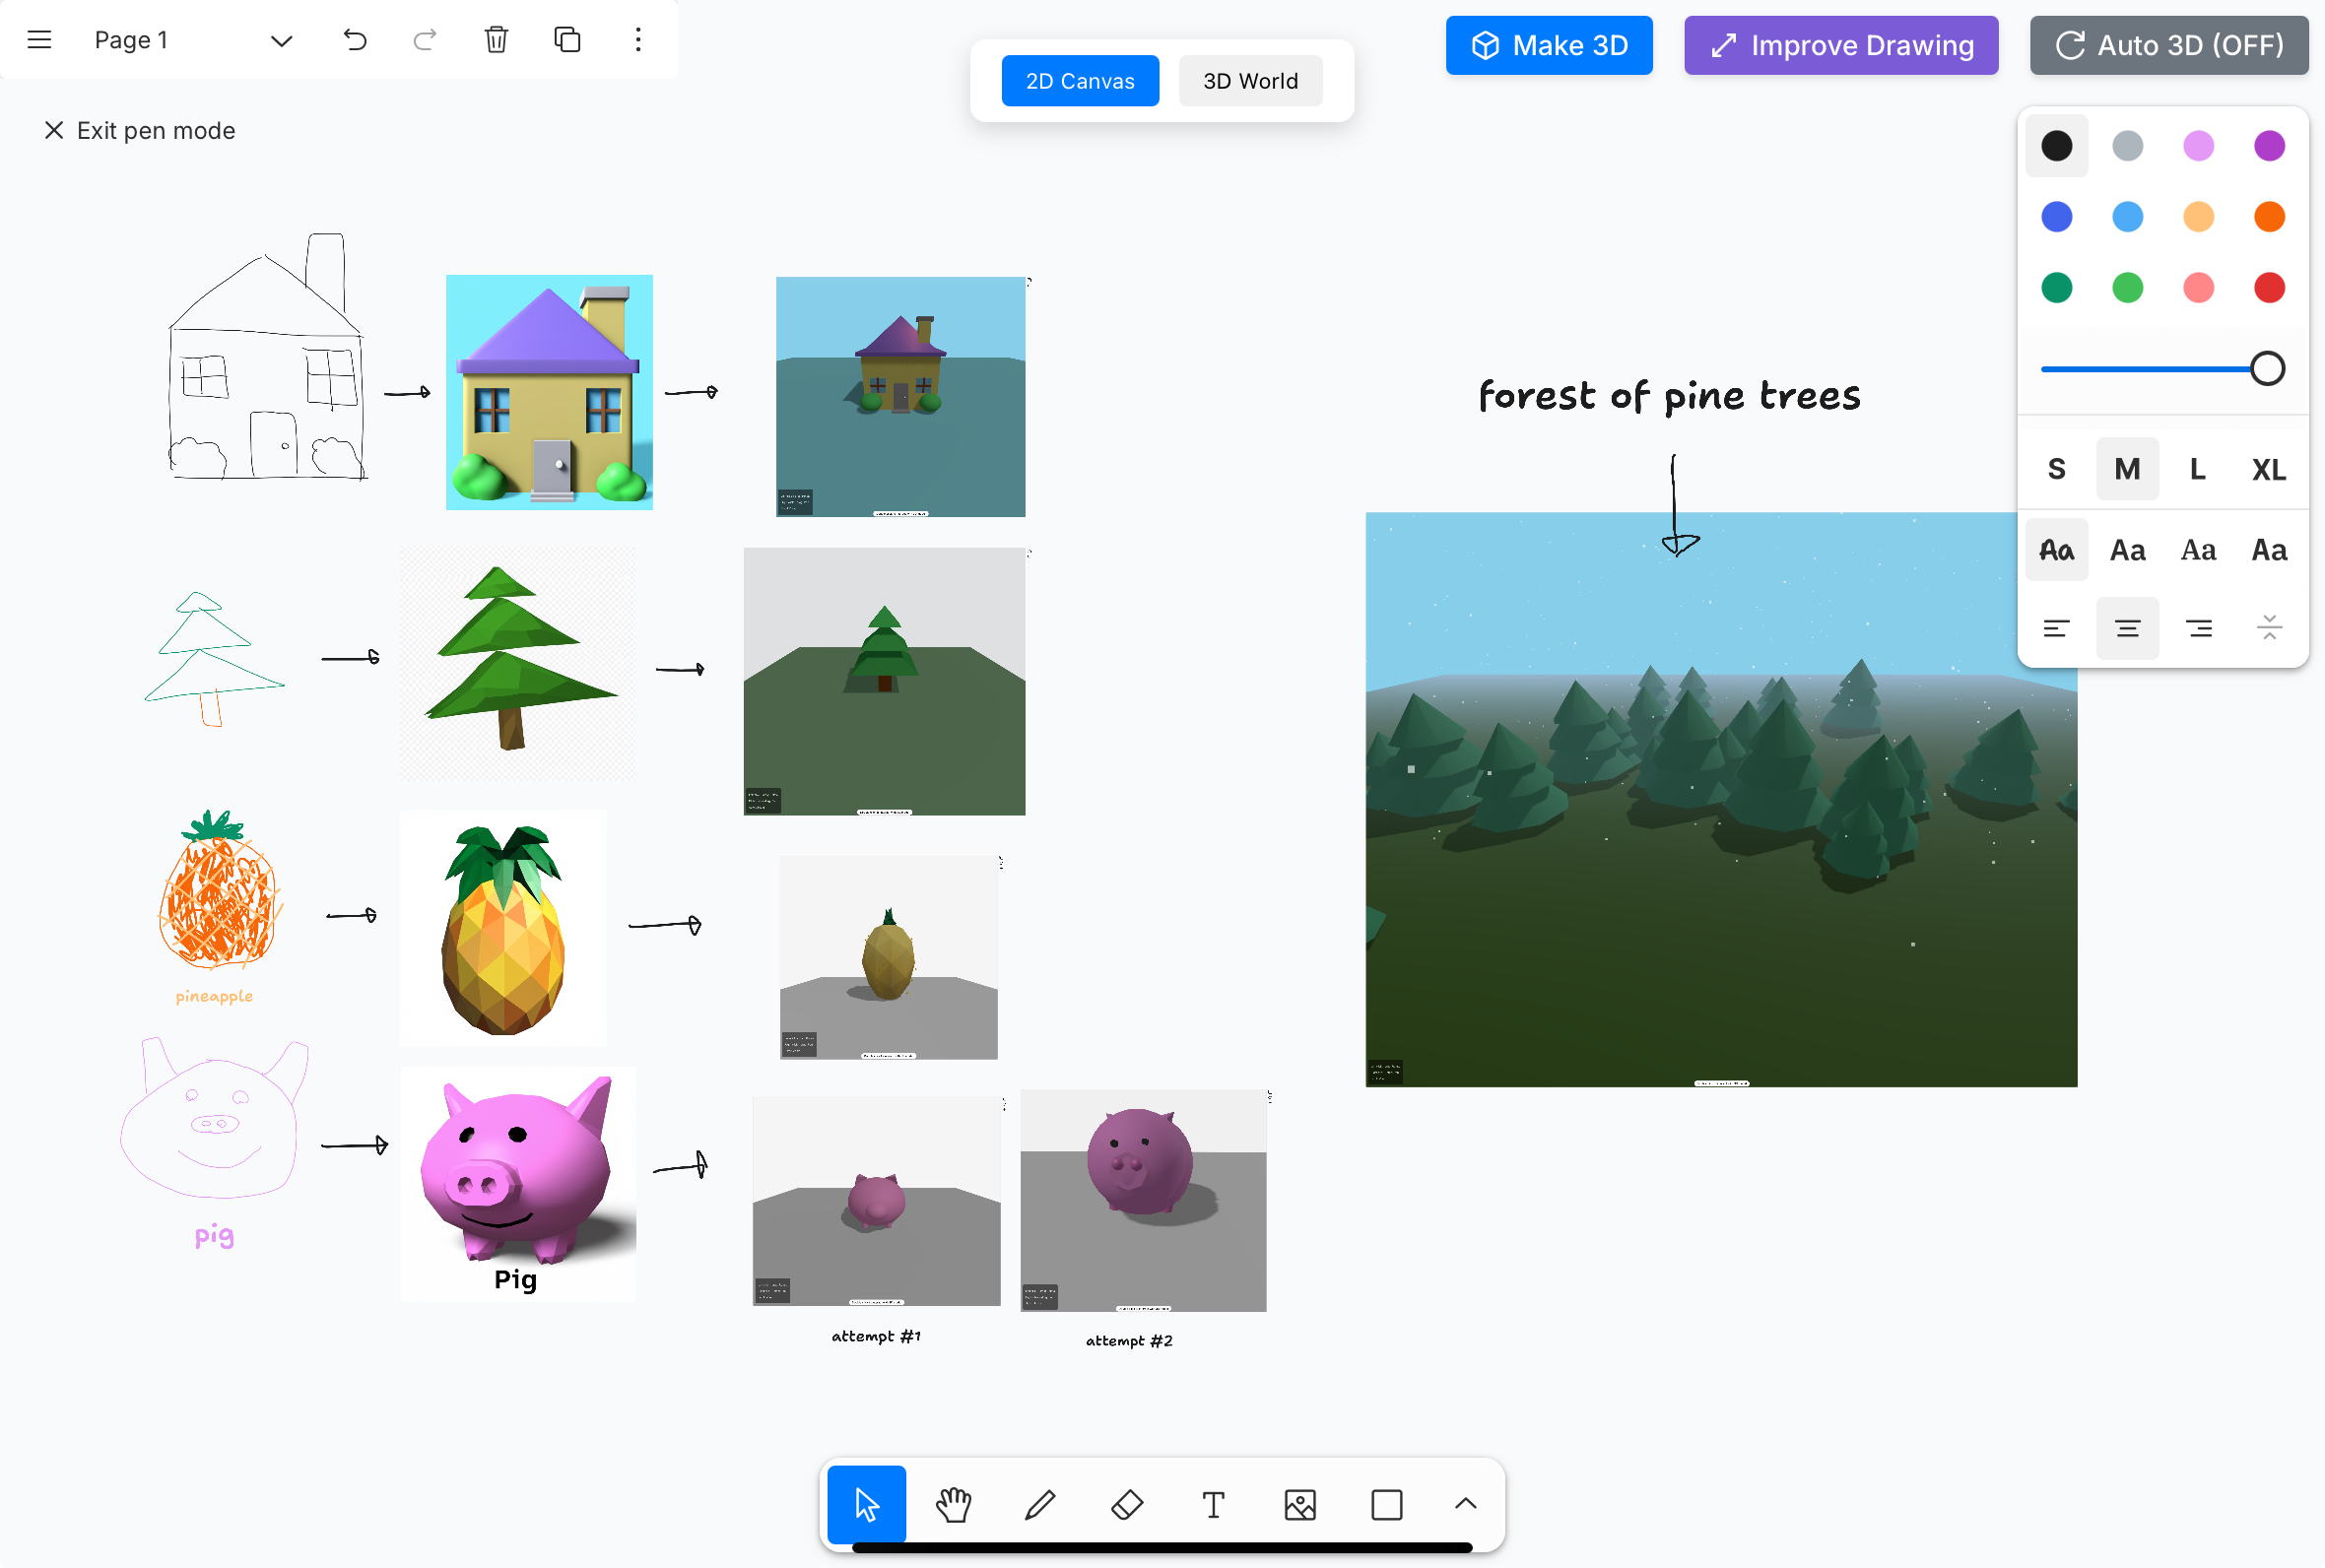 Page 1
2D Canvas
3D World
Make 3D
Improve Drawing
Auto 3D (OFF)
Exit pen mode
forest of pine trees
S
M
L
XL
Aa
Aa
Aa
Aa
pineapple
pig
Pig
attempt #1
attempt #2
T